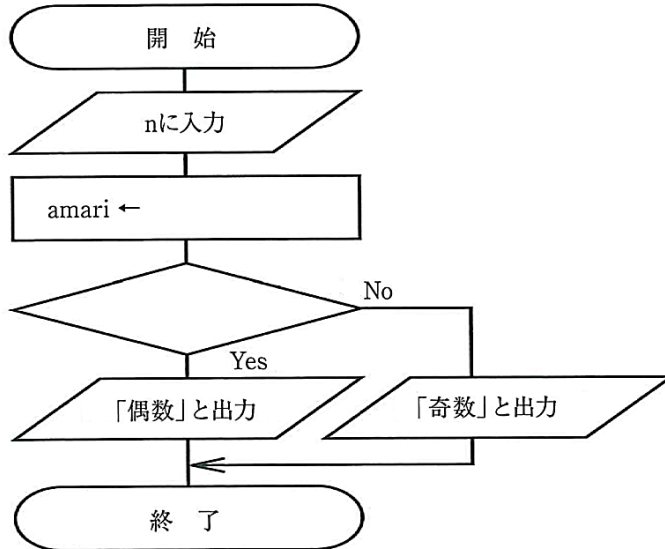 開　始
nに入力
amari ←
No
Yes
「偶数」と出力
「奇数」と出力
終　了